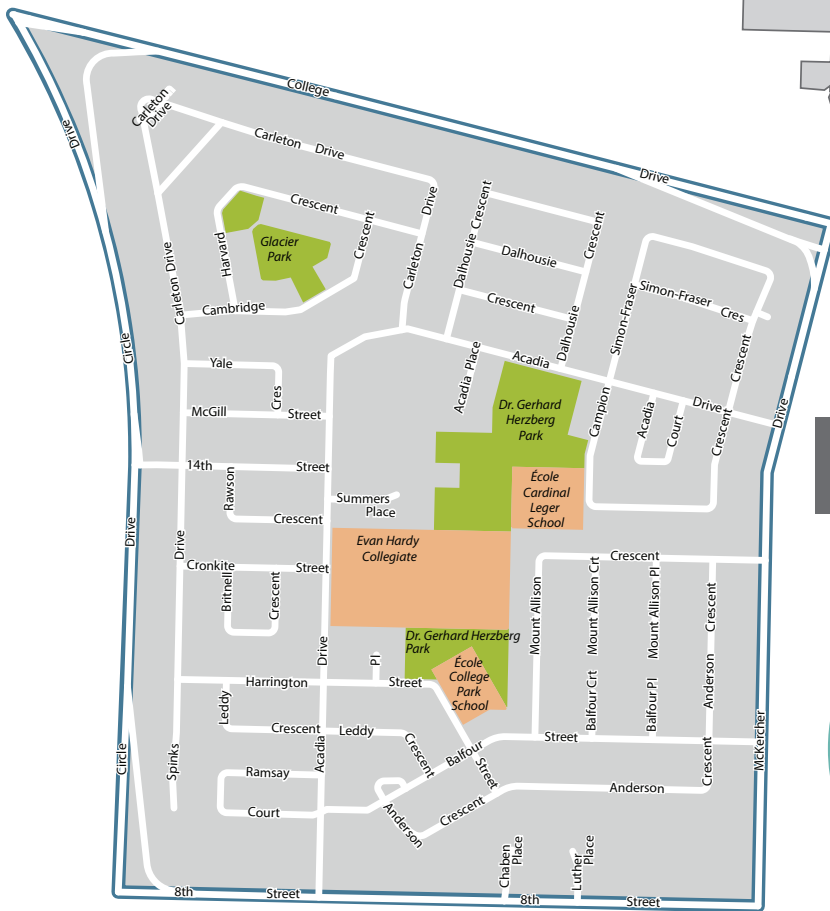 College
Drive
Drive
Carleton
Drive
Carleton Drive
Crescent
Harvard
Glacier
Park
Crescent
Drive
Carleton
Carleton Drive
Cambridge
Dalhousie Crescent
Dalhousie
Crescent
Crescent
Dalhousie
Simon-Fraser
Simon-Fraser
Cres
Crescent
Crescent
Circle
Drive
Yale
Cres
McGill
Street
Acadia Place
Acadia
Drive
Drive
Campion
Acadia
Court
Dr. Gerhard
Herzberg
Park
14th
Street
Rawson
Crescent
Summers
Place
École
Cardinal
Leger
School
Evan Hardy
Collegiate
Drive
Cronkite
Street
Britnell
Crescent
Mount Allison
Crescent
Mount Allison Crt
Mount Allison Pl
Crescent
Anderson
Dr. Gerhard Herzberg
Park
École
College
Park
School
Drive
Pl
Harrington
Street
Leddy
Crescent
Leddy
Crescent
Acadia
Balfour Crt
Balfour Pl
Balfour
Street
Street
Crescent
McKercher
Circle
Spinks
Ramsay
Court
Anderson
Crescent
Anderson
Chaben
Place
Luther
Place
8th
Street
8th
Street